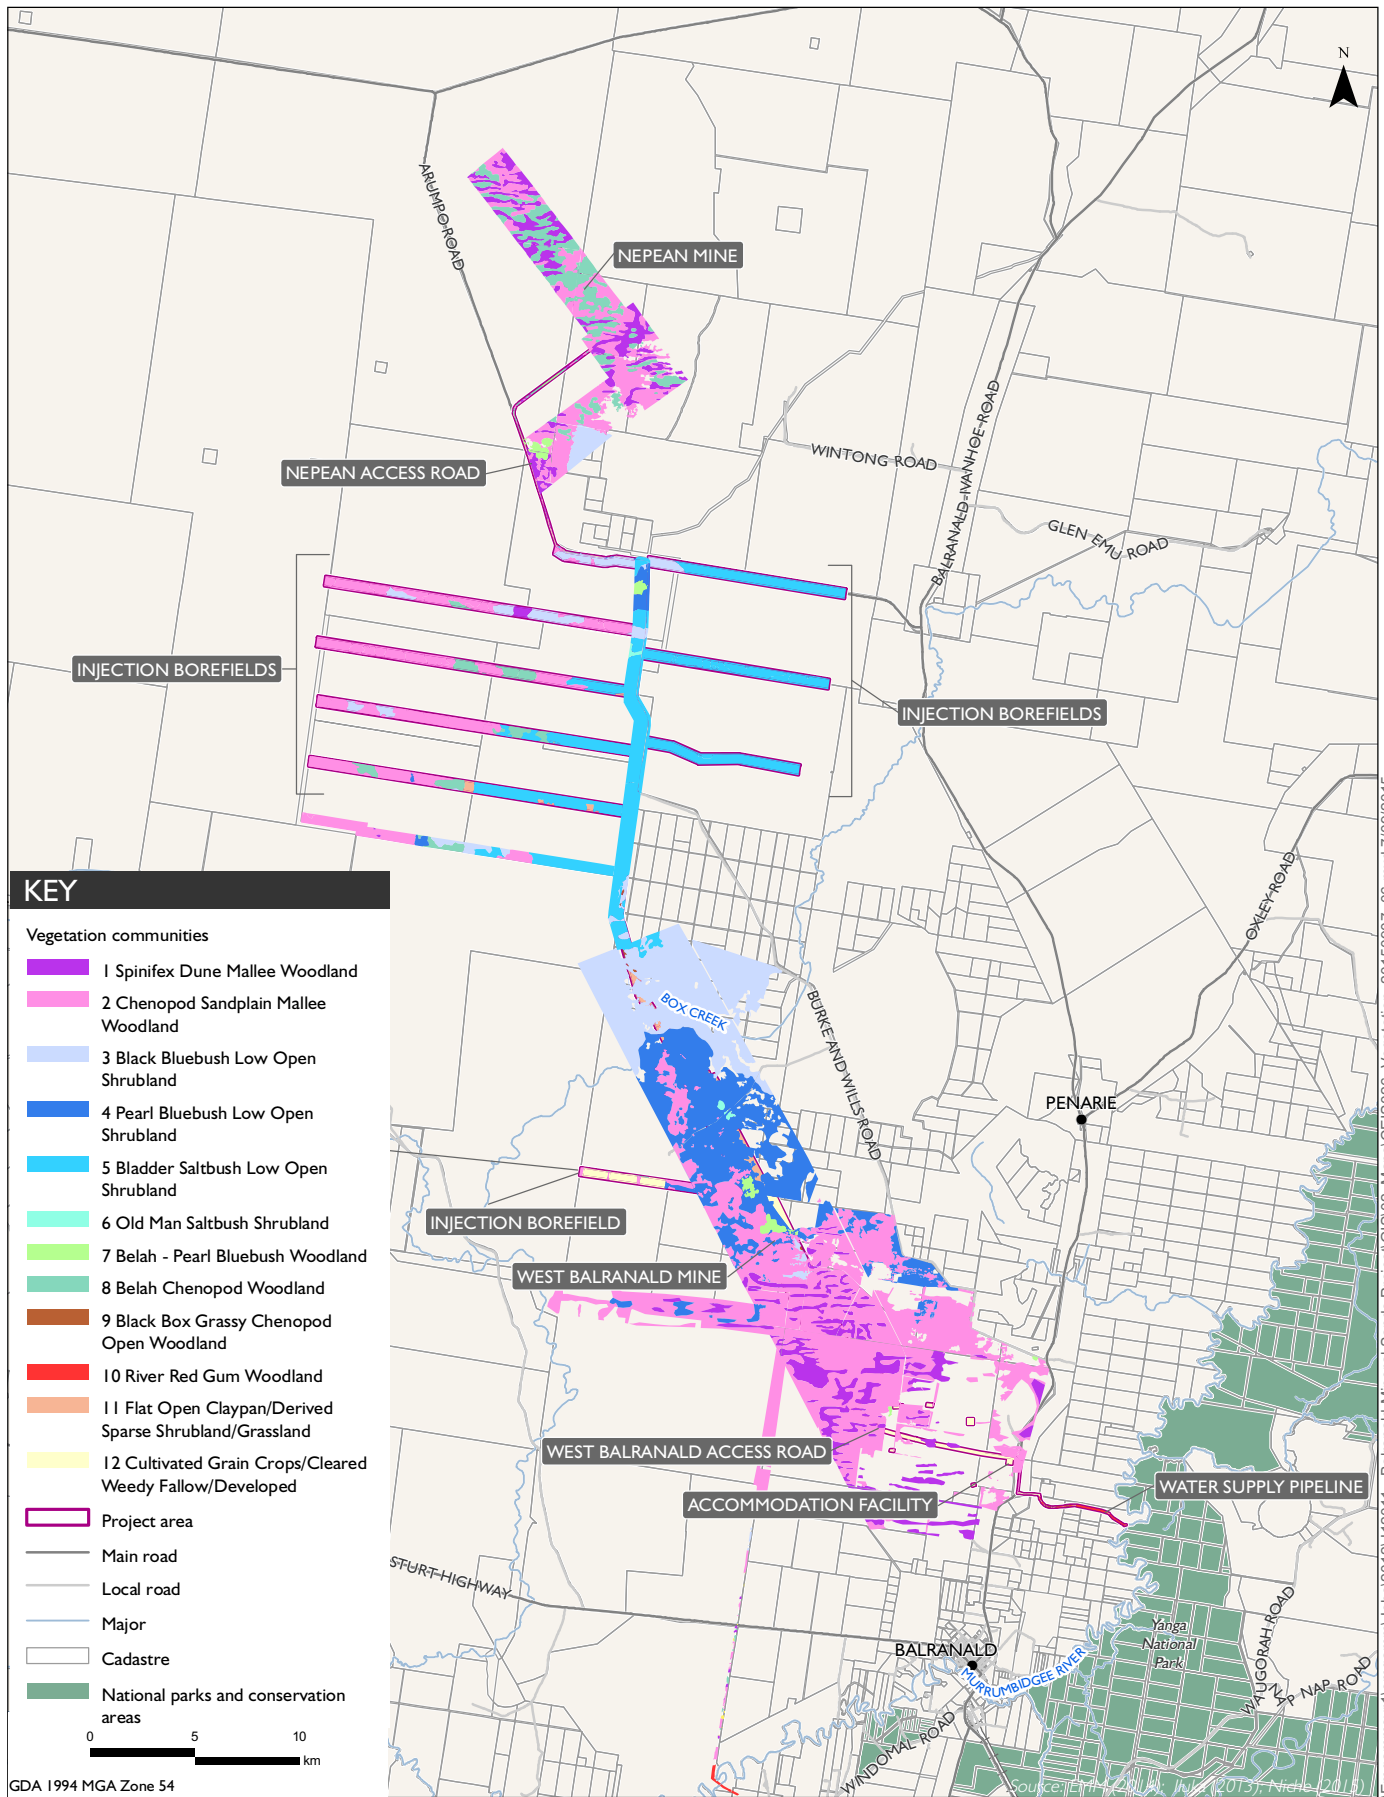 N
ARUMPO ROAD
NEPEAN MINE
BALRANALD-IVANHOE ROAD
WINTONG ROAD
NEPEAN ACCESS ROAD
GLEN EMU ROAD
INJECTION BOREFIELDS
INJECTION BOREFIELDS
OXLEY ROAD
BOX CREEK
BURKE AND WILLS ROAD
PENARIE
INJECTION BOREFIELD
WEST BALRANALD MINE
WEST BALRANALD ACCESS ROAD
ACCOMMODATION FACILITY
WATER SUPPLY PIPELINE
STURT HIGHWAY
BALRANALD
MURRUMBIDGEE RIVER
Yanga
National
Park
WAUGORAH ROAD
NAP NAP ROAD
WINDOMAL ROAD
KEY
Vegetation communities
1 Spinifex Dune Mallee Woodland
2 Chenopod Sandplain Mallee
Woodland
3 Black Bluebush Low Open
Shrubland
4 Pearl Bluebush Low Open
Shrubland
5 Bladder Saltbush Low Open
Shrubland
6 Old Man Saltbush Shrubland
7 Belah - Pearl Bluebush Woodland
8 Belah Chenopod Woodland
9 Black Box Grassy Chenopod
Open Woodland
10 River Red Gum Woodland
11 Flat Open Claypan/Derived
Sparse Shrubland/Grassland
12 Cultivated Grain Crops/Cleared
Weedy Fallow/Developed
Project area
Main road
Local road
Major
Cadastre
National parks and conservation
areas
0 5 10
km
GDA 1994 MGA Zone 54
Source: EMM (2014); Iluka (2013); Niche (2015)